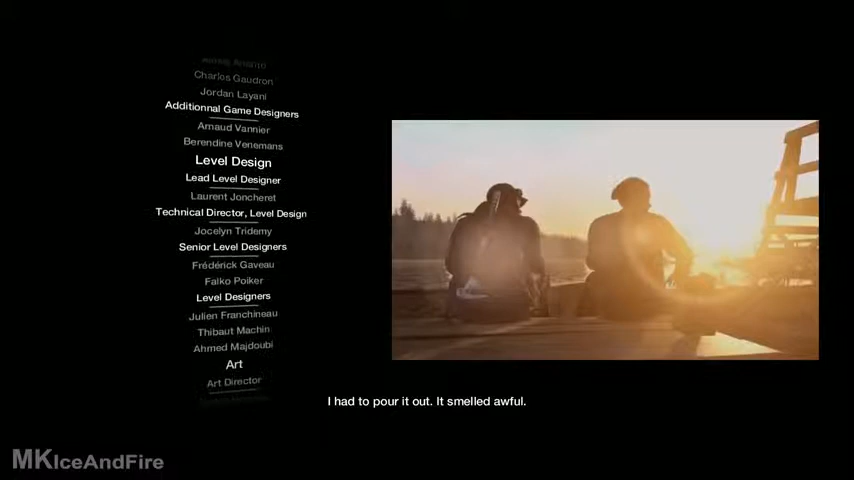 Charles Gaudron
Jordan Layani
Additionnal Game Designers
Arnaud Vannier
Berendine Venemans
Level Design
Lead Level Designer
Laurent Joncheret
Technical Director, Level Design
Jocelyn Tridemy
Senior Level Designers
Frédérick Gaveau
Falko Poiker
Level Designers
Julien Franchineau
Thibaut Machin
Ahmed Majdoubi
Art
Art Director
I had to pour it out. It smelled awful.
MKIceAndFire